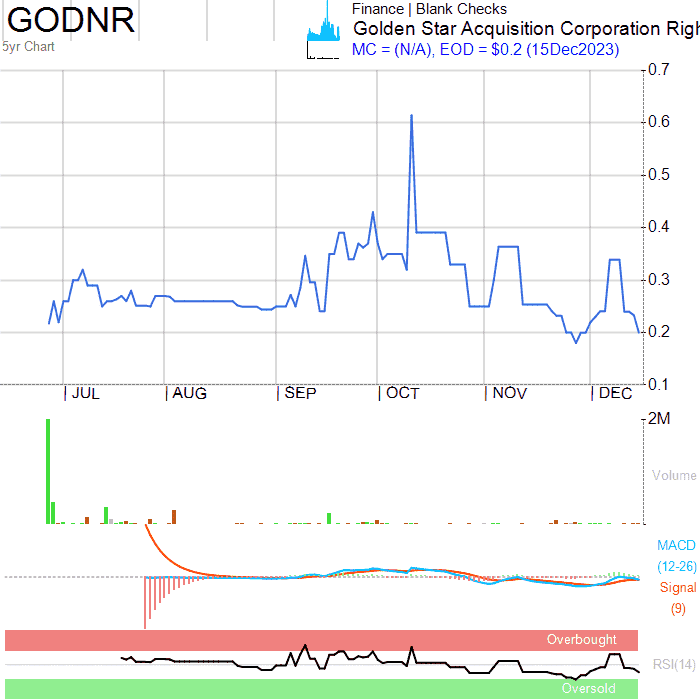 GODNR
5yr Chart
Finance | Blank Checks
Golden Star Acquisition Corporation Righ
MC = (N/A), EOD = $0.2 (15Dec2023)
0.7
0.6
0.5
0.4
0.3
0.2
0.1
JUL AUG SEP OCT NOV DEC
2M
Volume
MACD
(12-26)
Signal
(9)
Overbought
RSI(14)
Oversold